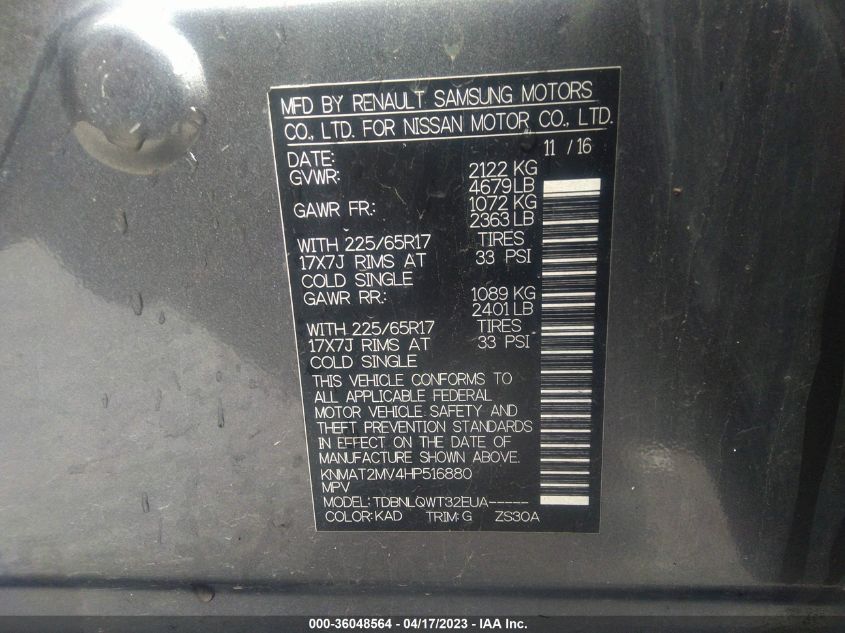 MFD BY RENAULT SAMSUNG MOTORS
CO., LTD. FOR NISSAN MOTOR CO., LTD.
DATE: 11 / 16
GVWR: 2122 KG
4679LB
GAWR FR.: 1072 KG
2363 LB
WITH 225/65R17 TIRES
17X7J RIMS AT 33 PSI
COLD SINGLE
GAWR RR.: 1089 KG
2401 LB
WITH 225/65R17 TIRES
17X7J RIMS AT 33 PSI
COLD SINGLE
THIS VEHICLE CONFORMS TO
ALL APPLICABLE FEDERAL
MOTOR VEHICLE SAFETY AND
THEFT PREVENTION STANDARDS
IN EFFECT ON THE DATE OF
MANUFACTURE SHOWN ABOVE.
KNMAT2MV4HP516880
MPV
MODEL: TDBNLQWT32EUA-----
COLOR: KAD TRIM: G ZS30A
000-36048564 - 04/17/2023 - IAA Inc.